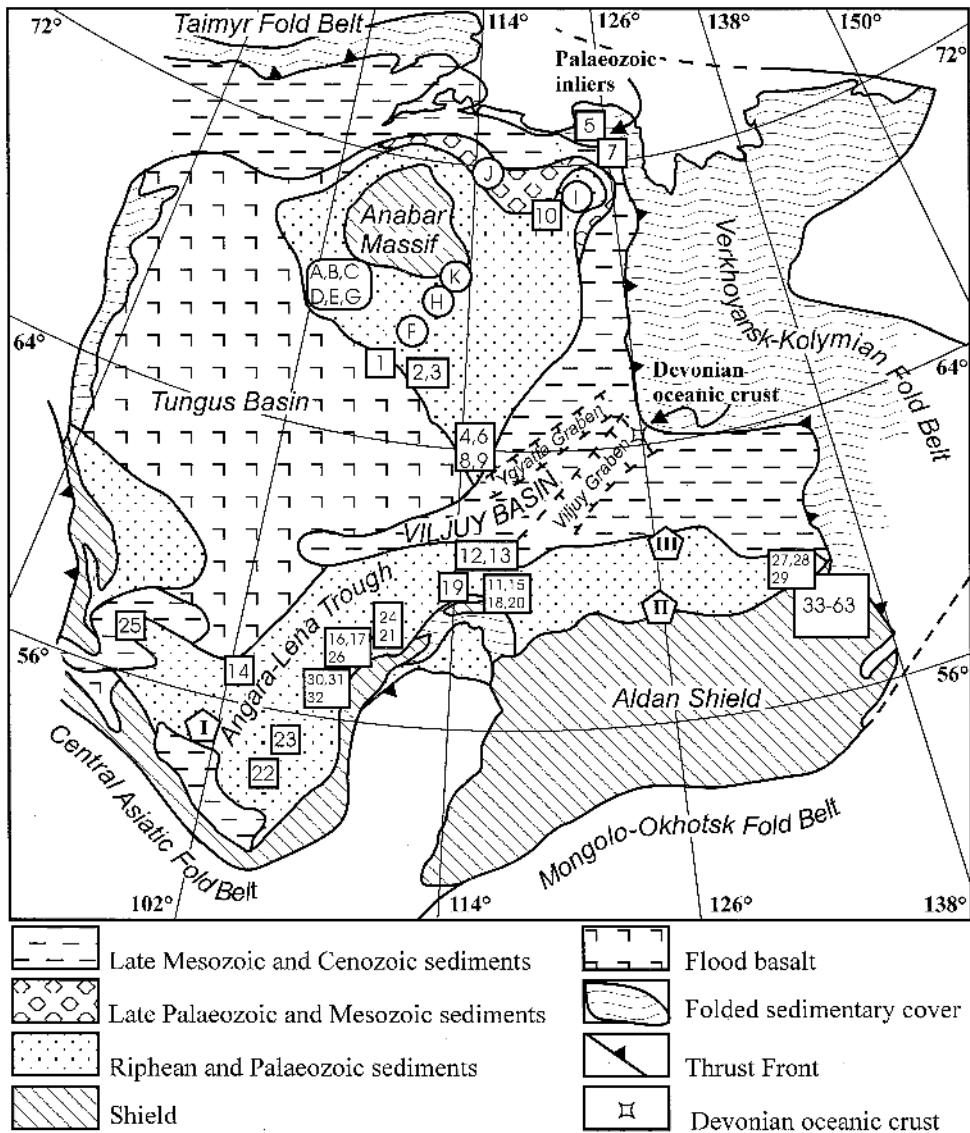 72°
Taimyr Fold Belt
114°
126°
138°
150°
72°
Palaeozoic
inliers
5
7
J
I
10
Anabar
Massif
A,B,C
D,E,G
K
H
F
1
2,3
Verkhoyansk-Kolymian Fold Belt
64°
64°
Devonian
oceanic crust
Tungus Basin
4,6
8,9
Ygyatta Graben
Viljuy Graben
VILJUY BASIN
III
12,13
27,28
29
19
11,15
18,20
II
33-63
Angara-Lena Trough
24
21
25
16,17
26
56°
14
30,31
32
56°
Aldan Shield
I
23
22
Central Asiatic Fold Belt
Mongolo-Okhotsk Fold Belt
102°
114°
126°
138°
Late Mesozoic and Cenozoic sediments
Flood basalt
Late Palaeozoic and Mesozoic sediments
Folded sedimentary cover
Riphean and Palaeozoic sediments
Thrust Front
Shield
Devonian oceanic crust